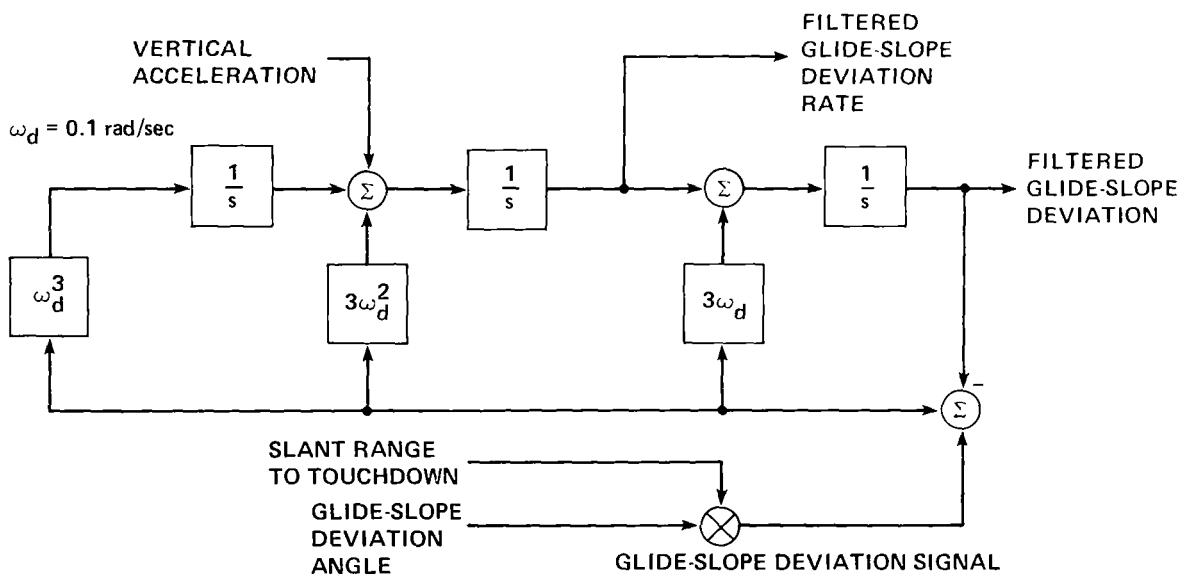 VERTICAL
ACCELERATION
FILTERED
GLIDE-SLOPE
DEVIATION
RATE
ω_d = 0.1 rad/sec
1
s
Σ
1
s
Σ
1
s
FILTERED
GLIDE-SLOPE
DEVIATION
ω_d^3
3ω_d^2
3ω_d
Σ
-
SLANT RANGE
TO TOUCHDOWN
GLIDE-SLOPE
DEVIATION
ANGLE
GLIDE-SLOPE DEVIATION SIGNAL